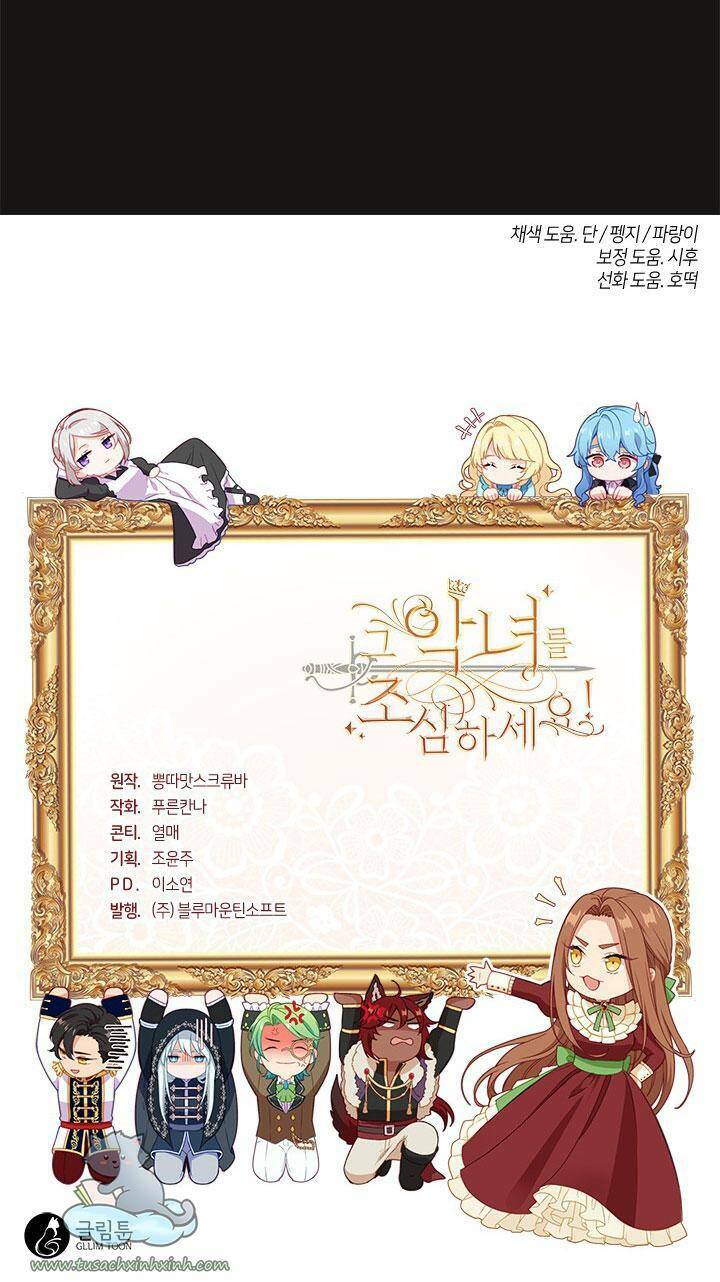 채색 도움. 단 / 펭지 / 파랑이
보정 도움. 시후
선화 도움. 호떡
그 악녀를
조심하세요!
원작. 뽕따맛스크류바
작화. 푸른칸나
콘티. 열매
기획. 조윤주
PD. 이소연
발행. (주) 블루마운틴소프트
글림툰
GLIM TOON
www.tusachxinhxinh.com